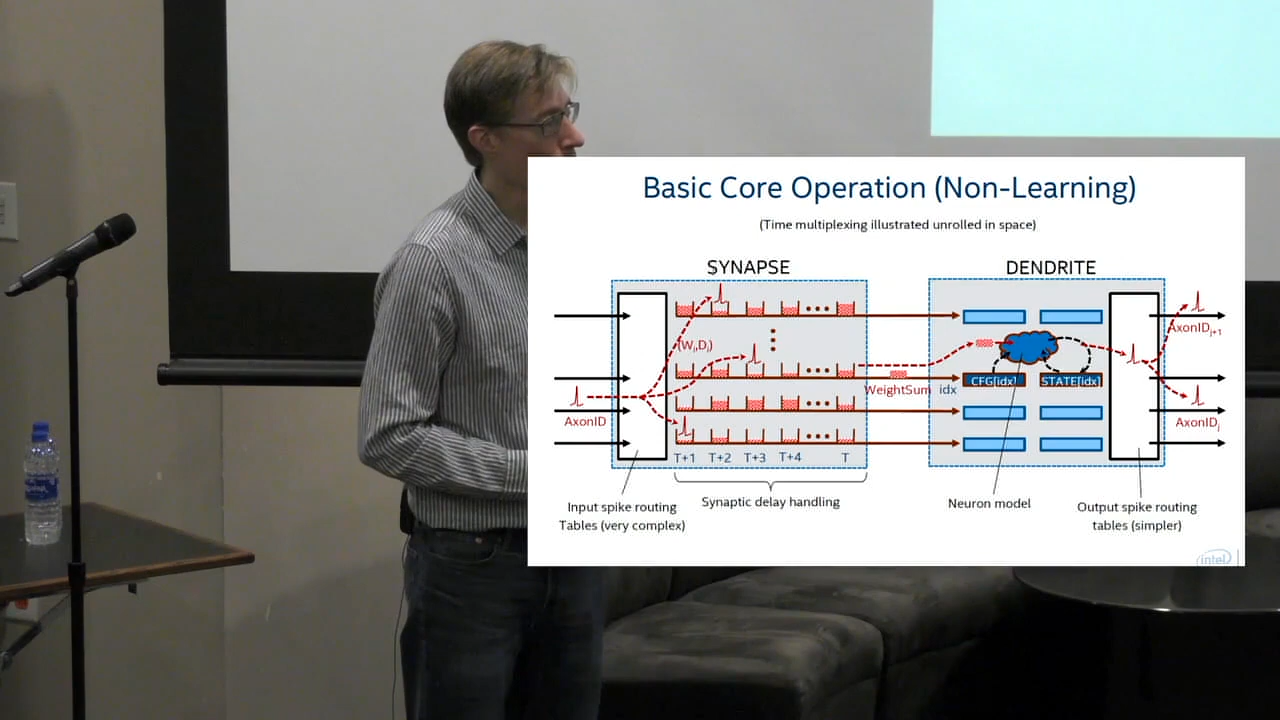 Basic Core Operation (Non-Learning)
(Time multiplexing illustrated unrolled in space)
SYNAPSE
DENDRITE
(Wj,Dj)
AxonIDj+1
CFG[idx]
STATE[idx]
WeightSum
idx
AxonID
AxonIDj
T+1 T+2 T+3 T+4 T
Input spike routing
Tables (very complex)
Synaptic delay handling
Neuron model
Output spike routing
tables (simpler)
intel